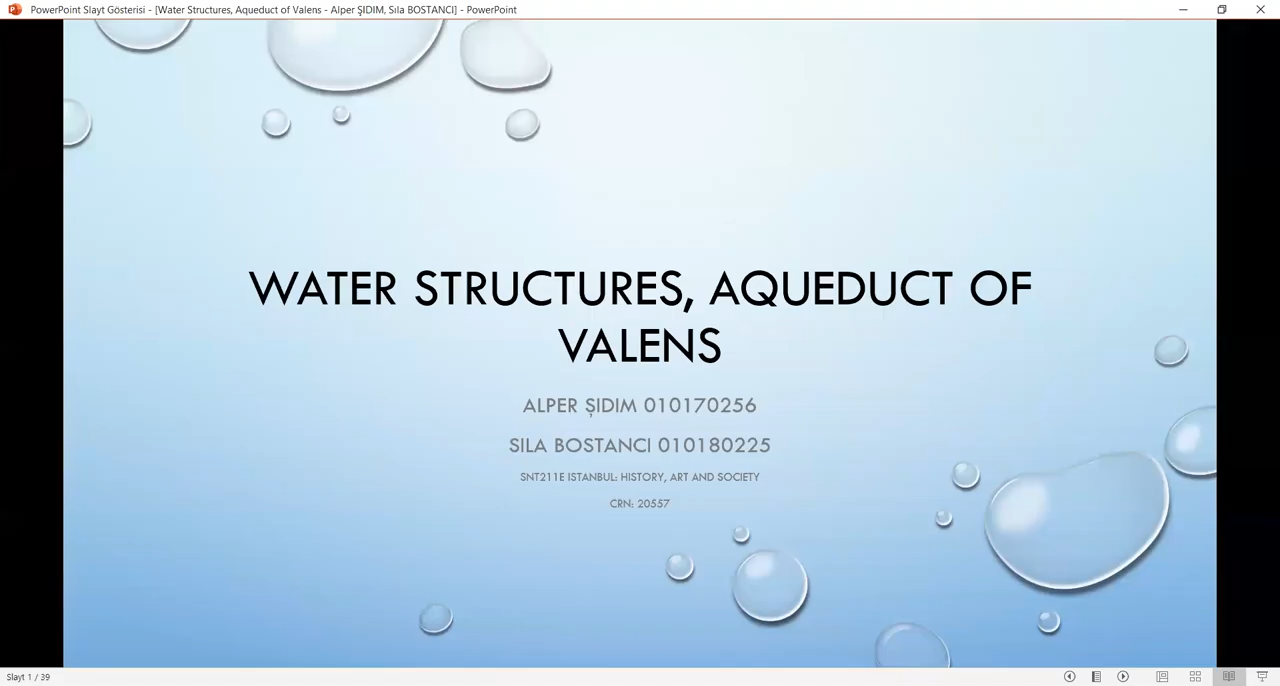 PowerPoint Slayt Gösterisi - [Water Structures, Aqueduct of Valens - Alper ŞIDIM, Sıla BOSTANCI] - PowerPoint
WATER STRUCTURES, AQUEDUCT OF
VALENS
ALPER ŞIDIM 010170256
SILA BOSTANCI 010180225
SNT211E ISTANBUL: HISTORY, ART AND SOCIETY
CRN: 20557
Slayt 1 / 39